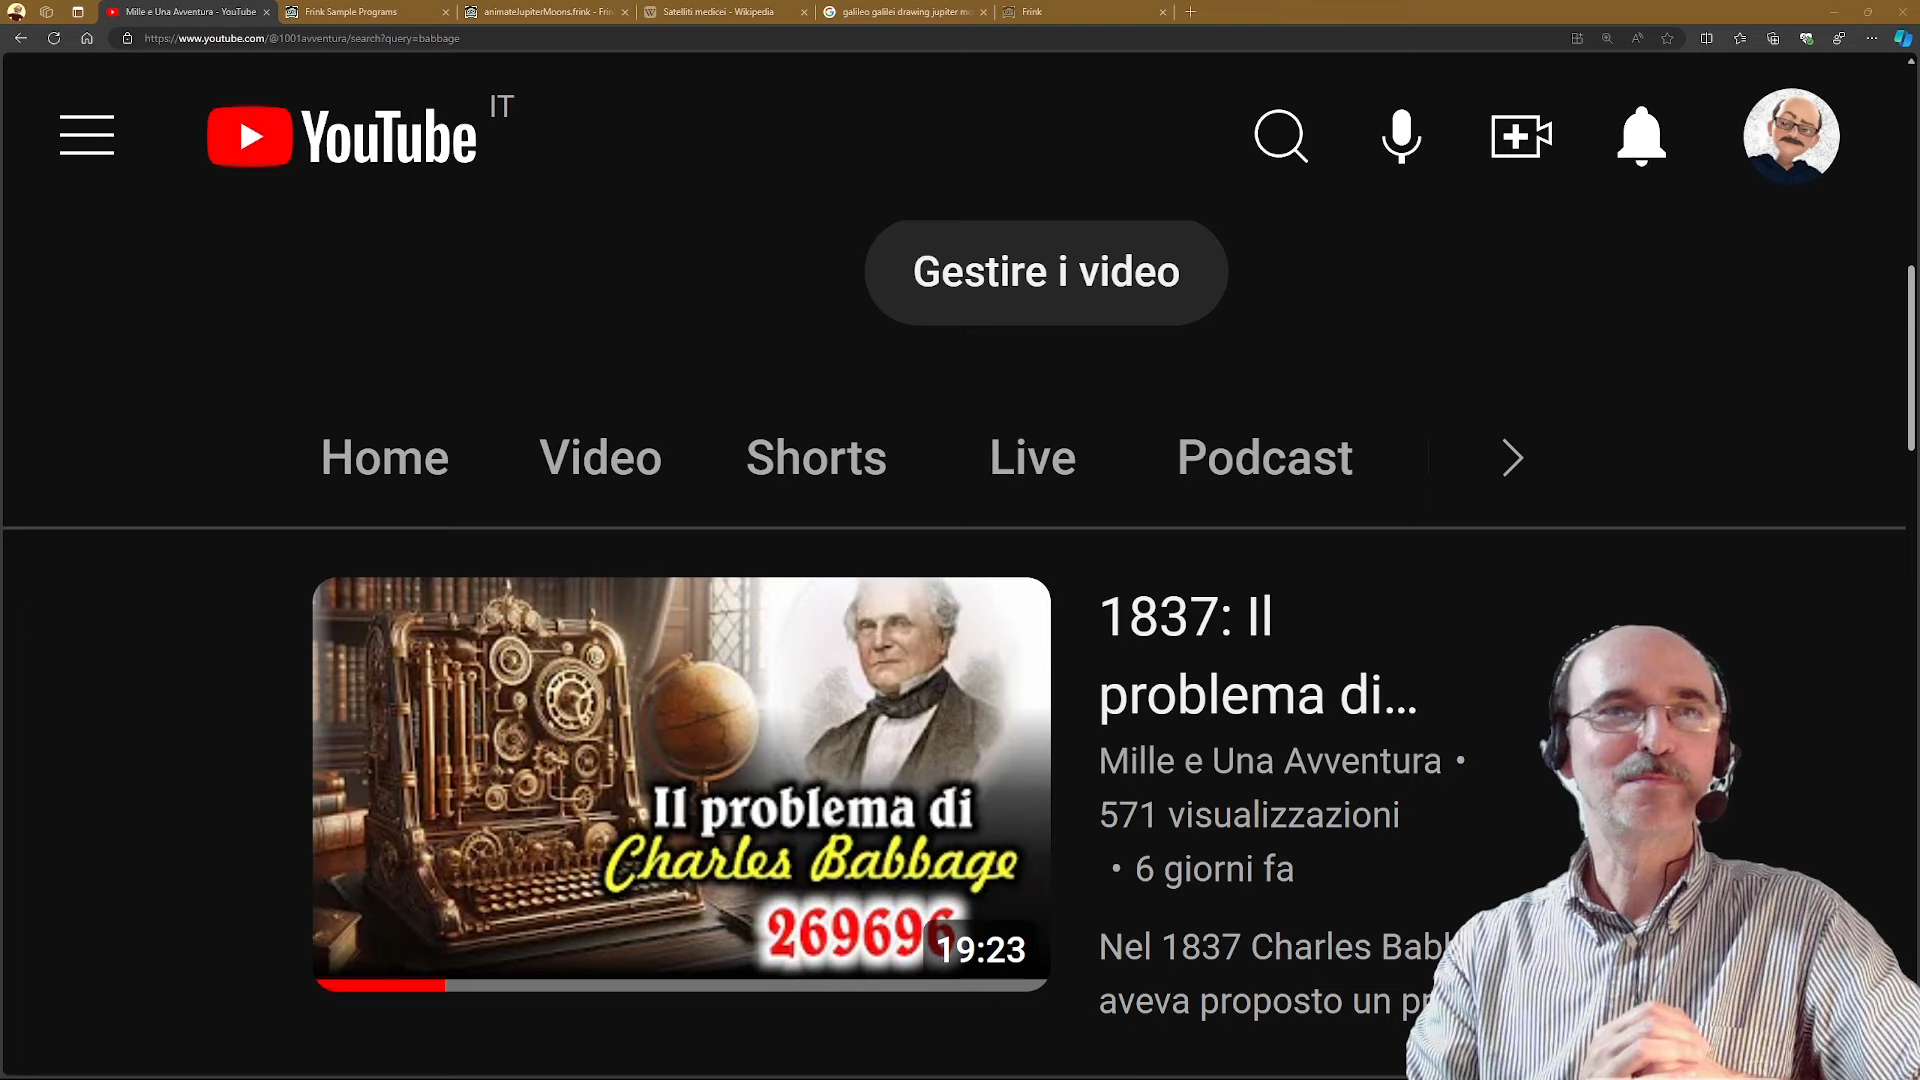 Mille e Una Avventura - YouTube
Frink Sample Programs
animateJupiterMoons.frink - Frin
Satelliti medicei - Wikipedia
galileo galilei drawing jupiter mo
Frink
https://www.youtube.com/@1001avventura/search?query=babbage
YouTube IT
Gestire i video
Home Video Shorts Live Podcast
Il problema di
Charles Babbage
269696
19:23
1837: Il
problema di...
Mille e Una Avventura •
571 visualizzazioni
• 6 giorni fa
Nel 1837 Charles Babb
aveva proposto un pr